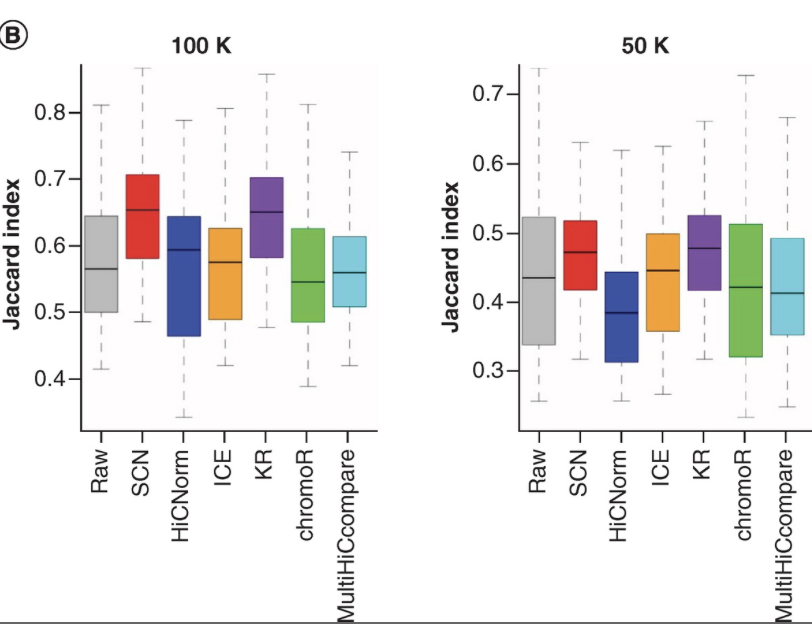 B
100 K
Jaccard index
0.8
0.7
0.6
0.5
0.4
Raw
SCN
HiCNorm
ICE
KR
chromoR
MultiHiCcompare
50 K
Jaccard index
0.7
0.6
0.5
0.4
0.3
Raw
SCN
HiCNorm
ICE
KR
chromoR
MultiHiCcompare